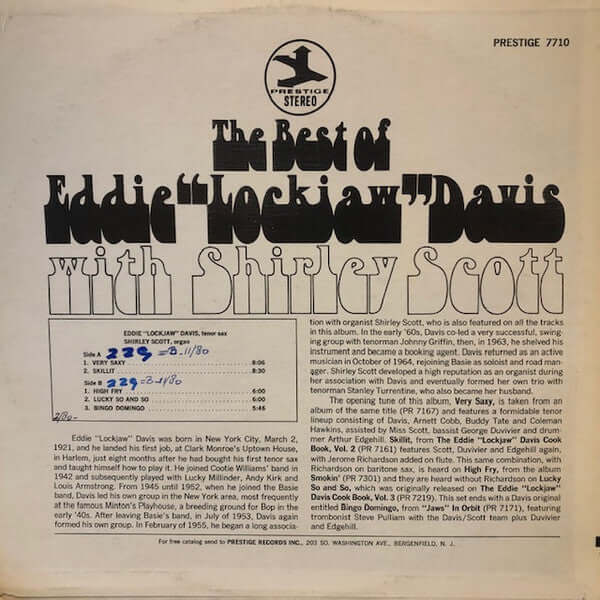 PRESTIGE 7710
PRESTIGE
STEREO
The Best of
Eddie "Lockjaw" Davis
with Shirley Scott
EDDIE "LOCKJAW" DAVIS, tenor sax
SHIRLEY SCOTT, organ
Side A 229 = B-11/80
1. VERY SAXY 8:06
2. SKILLIT 8:30
Side B 229 = B-11/80
1. HIGH FRY 6:00
2. LUCKY SO AND SO 6:00
3. BINGO DOMINGO 5:46
2/80-
Eddie "Lockjaw" Davis was born in New York City, March 2,
1921, and he landed his first job, at Clark Monroe's Uptown House,
in Harlem, just eight months after he had bought his first tenor sax
and taught himself how to play it. He joined Cootie Williams' band in
1942 and subsequently played with Lucky Millinder, Andy Kirk and
Louis Armstrong. From 1945 until 1952, when he joined the Basie
band, Davis led his own group in the New York area, most frequently
at the famous Minton's Playhouse, a breeding ground for Bop in the
early '40s. After leaving Basie's band, in July of 1953, Davis again
formed his own group. In February of 1955, he began a long associa-
tion with organist Shirley Scott, who is also featured on all the tracks
in this album. In the early '60s, Davis co-led a very successful, swing-
ing group with tenorman Johnny Griffin, then, in 1963, he shelved his
instrument and became a booking agent. Davis returned as an active
musician in October of 1964, rejoining Basie as soloist and road man-
ager. Shirley Scott developed a high reputation as an organist during
her association with Davis and eventually formed her own trio with
tenorman Stanley Turrentine, who also became her husband.
The opening tune of this album, Very Saxy, is taken from an
album of the same title (PR 7167) and features a formidable tenor
lineup consisting of Davis, Arnett Cobb, Buddy Tate and Coleman
Hawkins, assisted by Miss Scott, bassist George Duvivier and drum-
mer Arthur Edgehill. Skillit, from The Eddie "Lockjaw" Davis Cook
Book, Vol. 2 (PR 7161) features Scott, Duvivier and Edgehill again,
with Jerome Richardson added on flute. This same combination, with
Richardson on baritone sax, is heard on High Fry, from the album
Smokin' (PR 7301) and they are heard without Richardson on Lucky
So and So, which was originally released on The Eddie "Lockjaw"
Davis Cook Book, Vol. 3 (PR 7219). This set ends with a Davis original
entitled Bingo Domingo, from "Jaws" In Orbit (PR 7171), featuring
trombonist Steve Pulliam with the Davis/Scott team plus Duvivier
and Edgehill.
For free catalog send to PRESTIGE RECORDS INC., 203 SO. WASHINGTON AVE., BERGENFIELD, N. J.